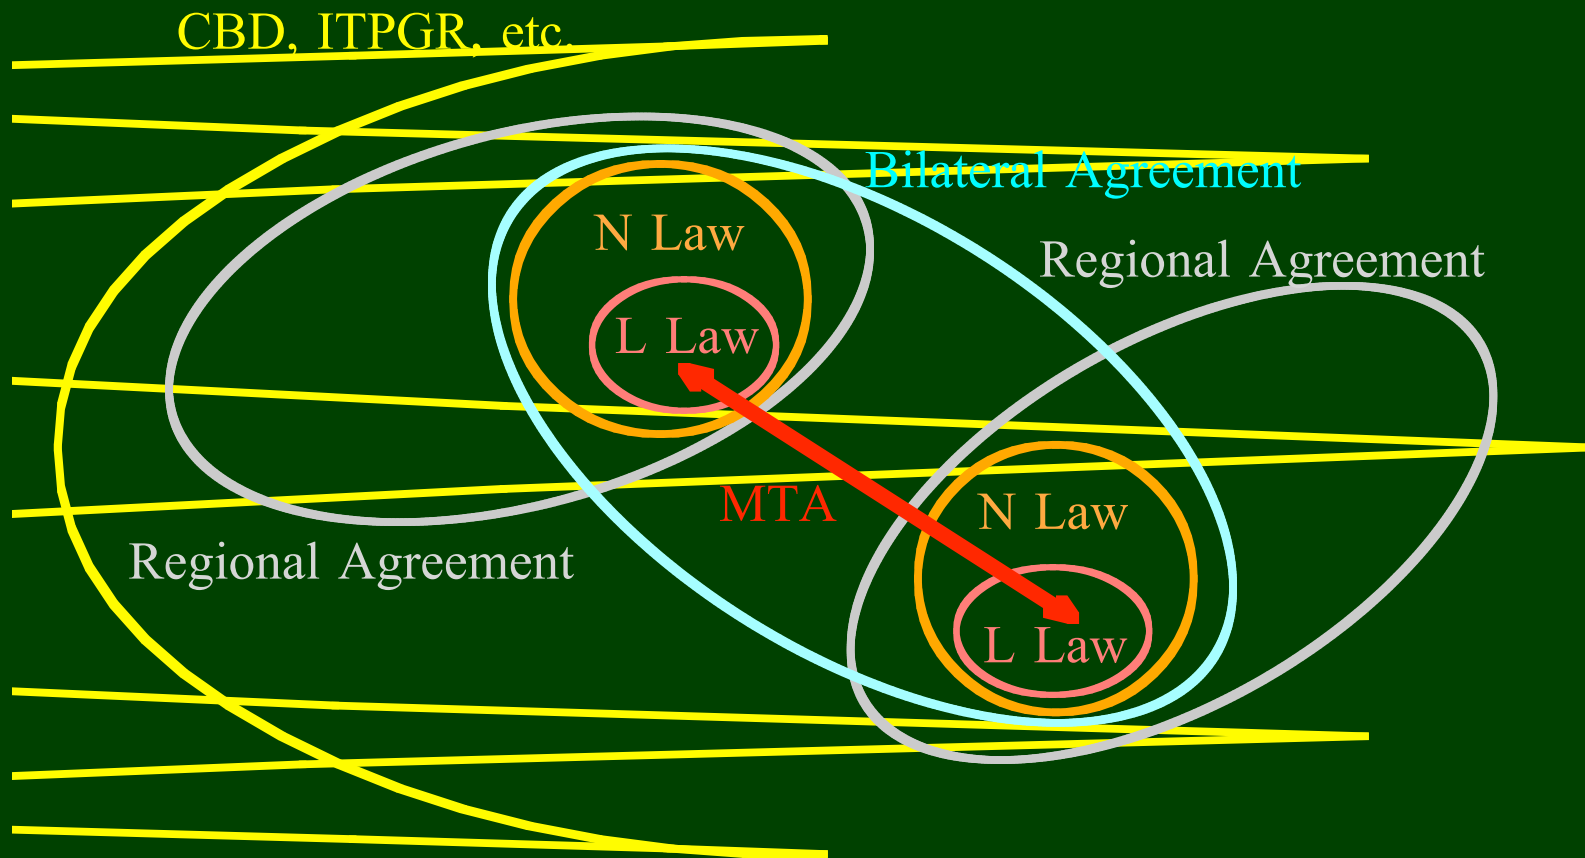 CBD, ITPGR, etc.
Bilateral Agreement
N Law
Regional Agreement
L Law
MTA
N Law
Regional Agreement
L Law